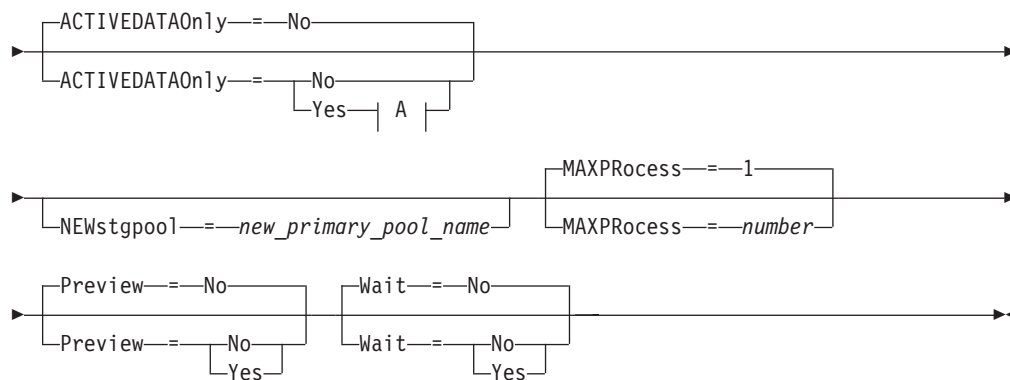 ACTIVEDATAOnly = No
ACTIVEDATAOnly = No
Yes A
NEWstgpool = new_primary_pool_name
MAXPRocess = 1
MAXPRocess = number
Preview = No
Preview = No
Yes
Wait = No
Wait = No
Yes